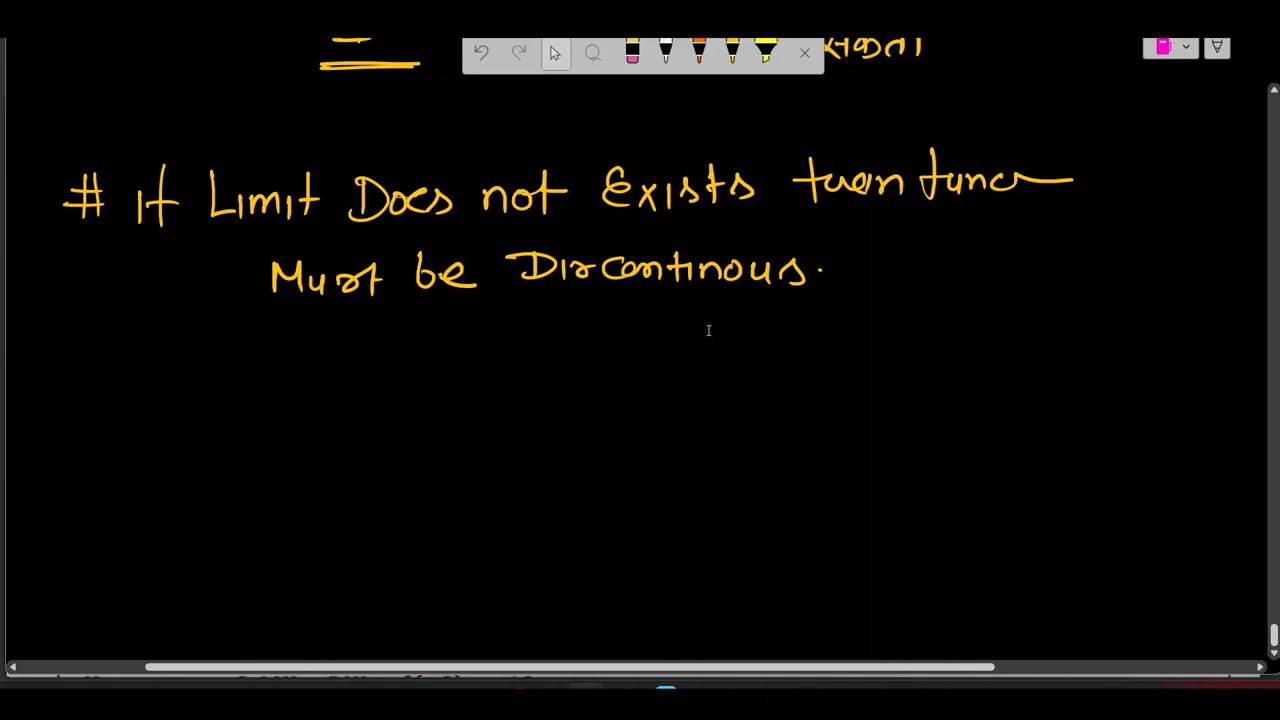 # if Limit Does not Exists then func
Must be Discontinous.